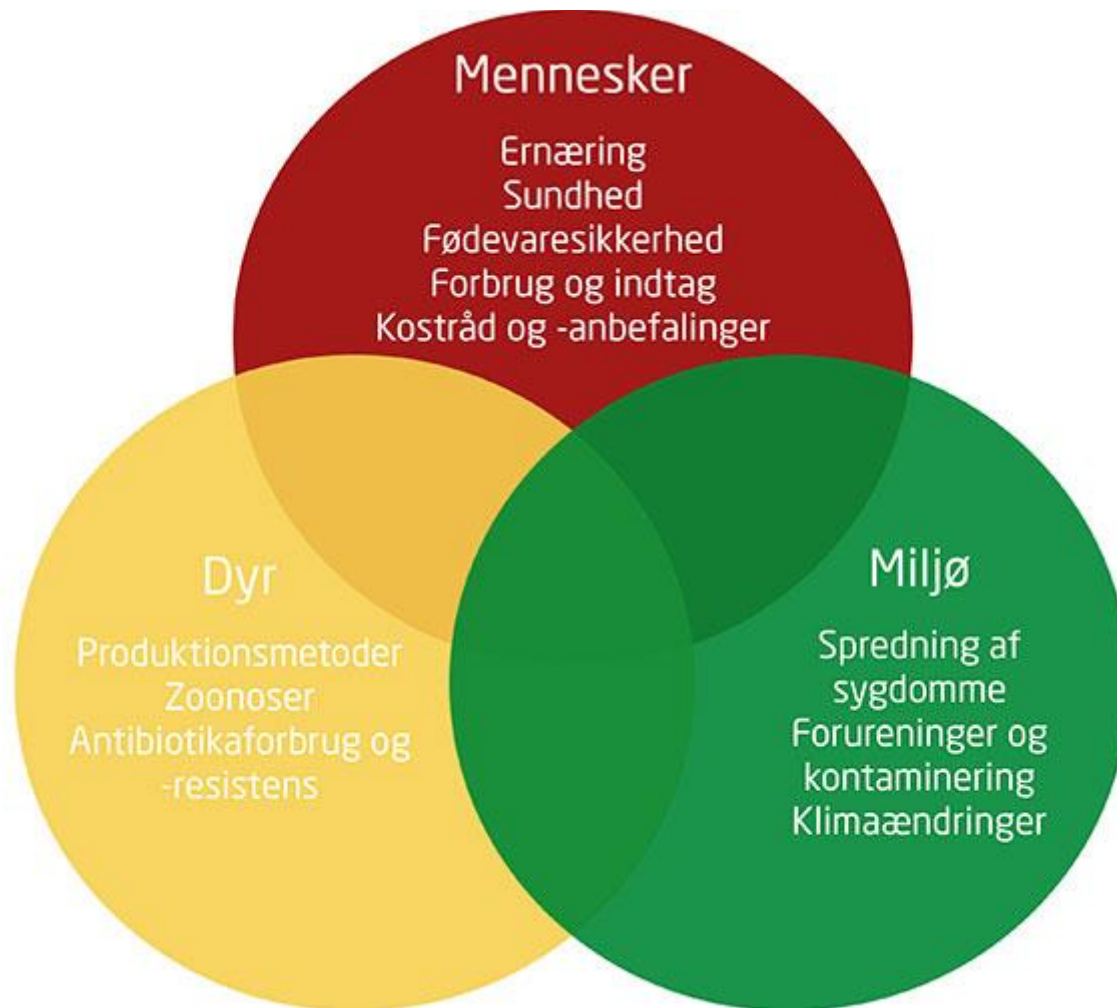 Mennesker
Ernæring
Sundhed
Fødevaresikkerhed
Forbrug og indtag
Kostråd og -anbefalinger
Dyr
Produktionsmetoder
Zoonoser
Antibiotikaforbrug og
-resistens
Miljø
Spredning af
sygdomme
Forureninger og
kontaminering
Klimaændringer